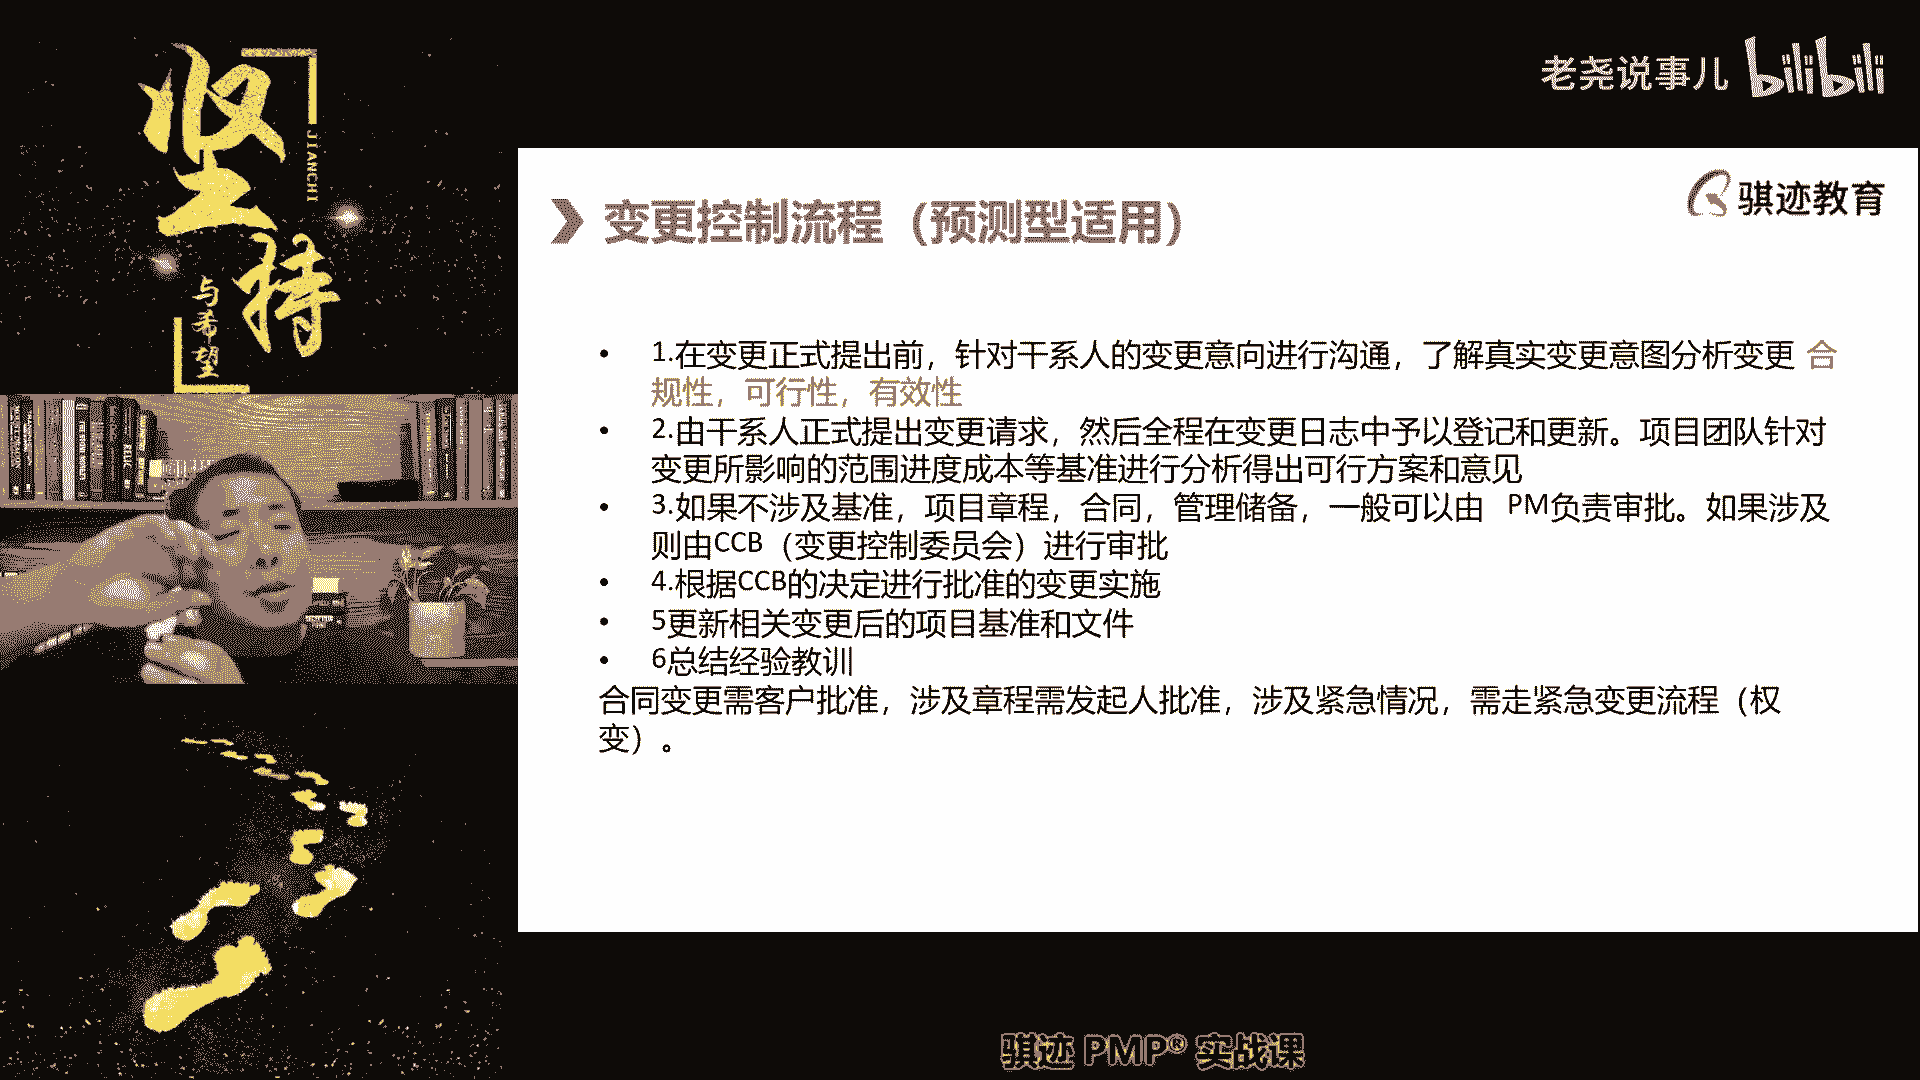 坚持
JIANCHI
与希望
老尧说事儿 bilibili
骐迹教育
变更控制流程（预测型适用）
• 1.在变更正式提出前，针对干系人的变更意向进行沟通，了解真实变更意图分析变更 合
规性，可行性，有效性
• 2.由干系人正式提出变更请求，然后全程在变更日志中予以登记和更新。项目团队针对
变更所影响的范围进度成本等基准进行分析得出可行方案和意见
• 3.如果不涉及基准，项目章程，合同，管理储备，一般可以由 PM负责审批。如果涉及
则由CCB（变更控制委员会）进行审批
• 4.根据CCB的决定进行批准的变更实施
• 5更新相关变更后的项目基准和文件
• 6总结经验教训
合同变更需客户批准，涉及章程需发起人批准，涉及紧急情况，需走紧急变更流程（权
变）。
骐迹 PMP® 实战课